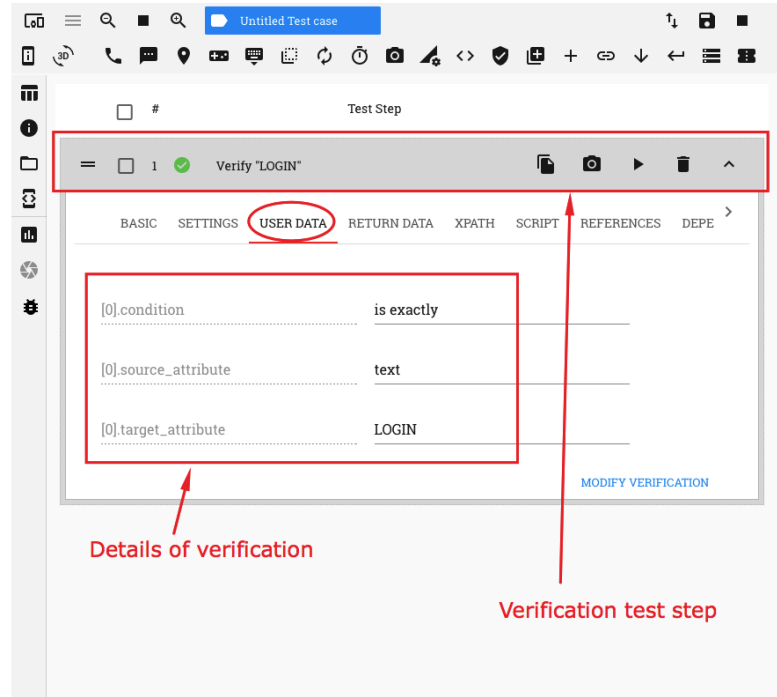 Untitled Test case
3D
# Test Step
1 Verify "LOGIN"
BASIC SETTINGS USER DATA RETURN DATA XPATH SCRIPT REFERENCES DEPE
[0].condition is exactly
[0].source_attribute text
[0].target_attribute LOGIN
MODIFY VERIFICATION
Details of verification
Verification test step